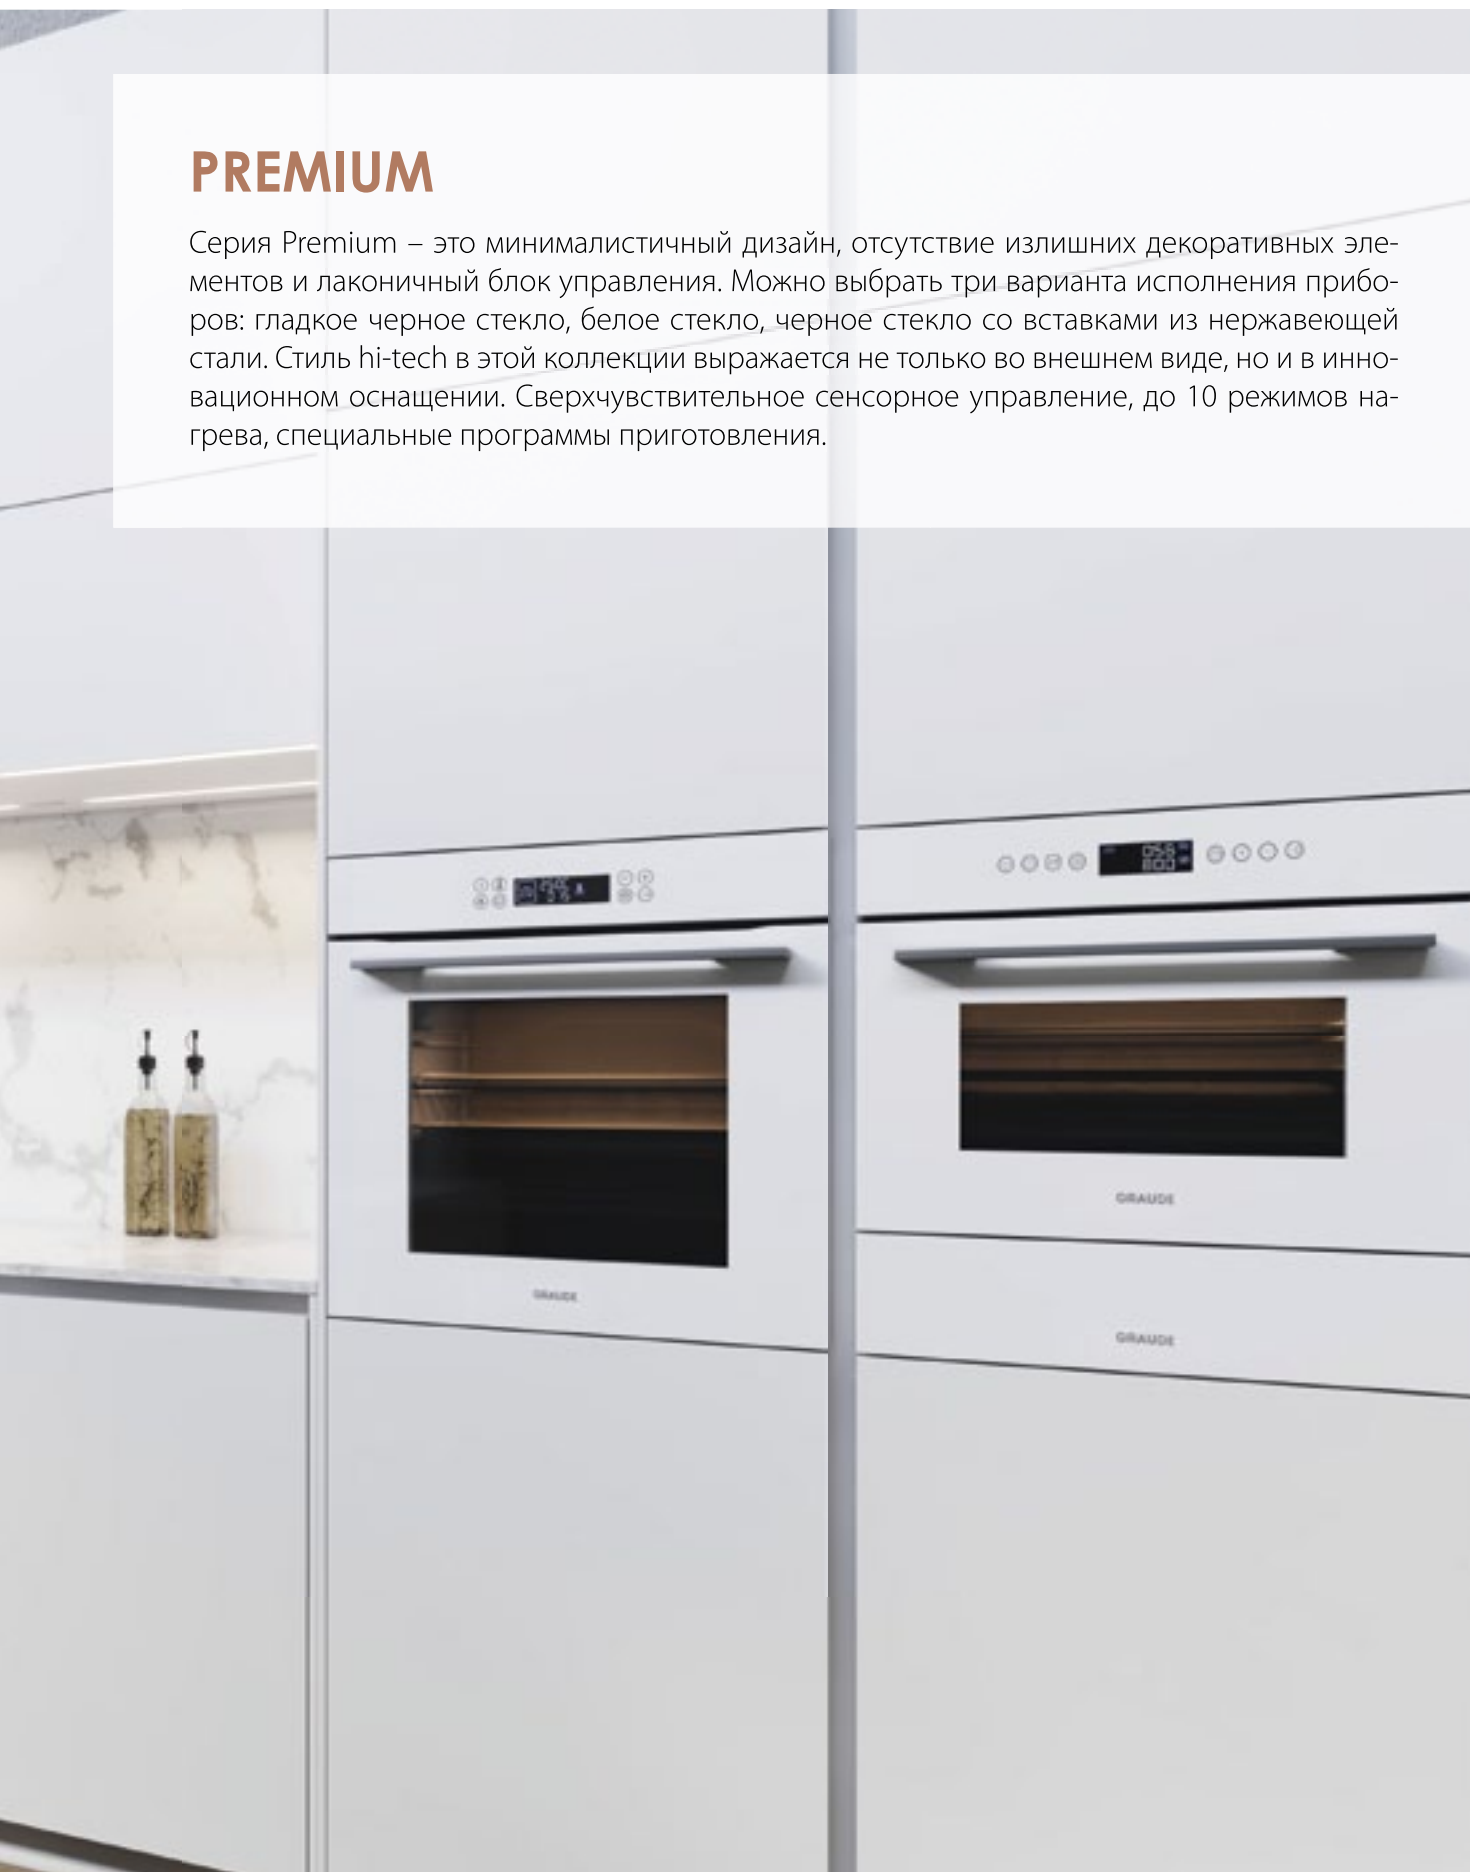 PREMIUM
Серия Premium – это минималистичный дизайн, отсутствие излишних декоративных эле-
ментов и лаконичный блок управления. Можно выбрать три варианта исполнения прибо-
ров: гладкое черное стекло, белое стекло, черное стекло со вставками из нержавеющей
стали. Стиль hi-tech в этой коллекции выражается не только во внешнем виде, но и в инно-
вационном оснащении. Сверхчувствительное сенсорное управление, до 10 режимов на-
грева, специальные программы приготовления.
GRAUDE
GRAUDE
GRAUDE